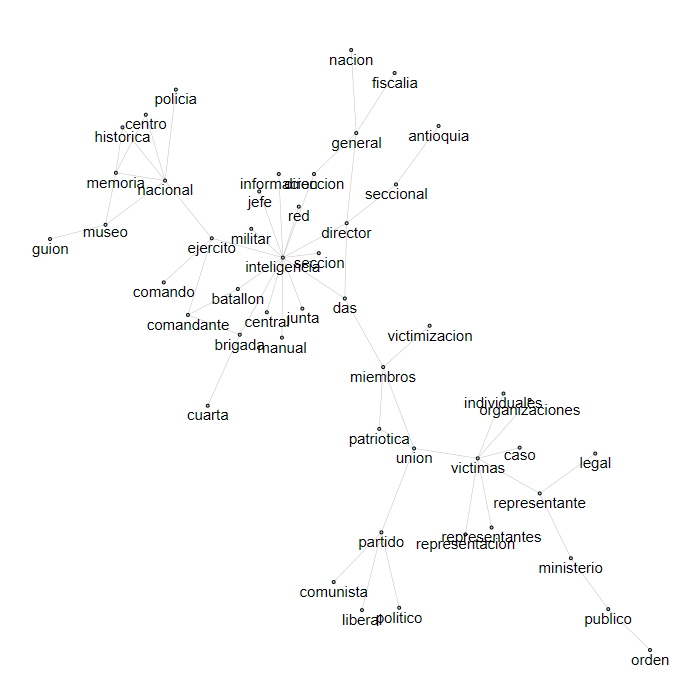 nacion
fiscalia
policia
centro
historica
antioquia
general
memoria
nacional
informacion
direccion
seccional
jefe
red
museo
guion
militar
director
ejercito
seccion
inteligencia
comando
batallon
comandante
central
junta
das
brigada
manual
victimizacion
miembros
cuarta
individuales
organizaciones
patriotica
union
caso
victimas
legal
representante
partido
representantes
representacion
ministerio
comunista
liberal
politico
publico
orden